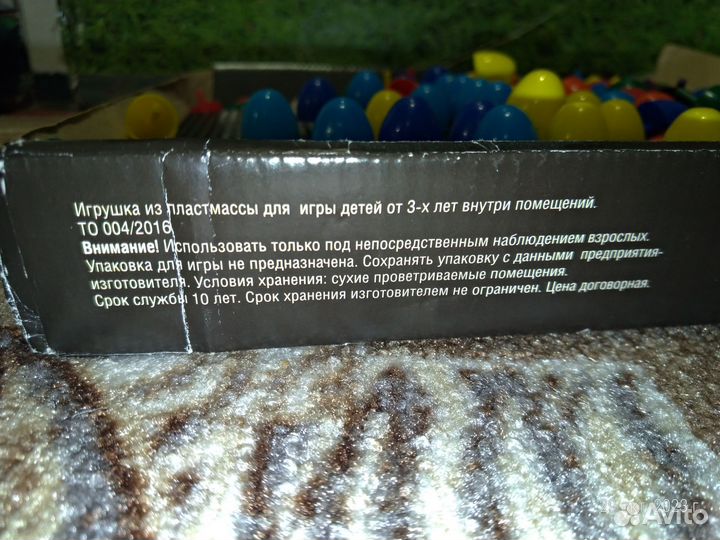 Игрушка из пластмассы для игры детей от 3-х лет внутри помещений.
ТО 004/2016
Внимание! Использовать только под непосредственным наблюдением взрослых.
Упаковка для игры не предназначена. Сохранять упаковку с данными предприятия-
изготовителя. Условия хранения: сухие проветриваемые помещения.
Срок службы 10 лет. Срок хранения изготовителем не ограничен. Цена договорная.
2023 г
Avito